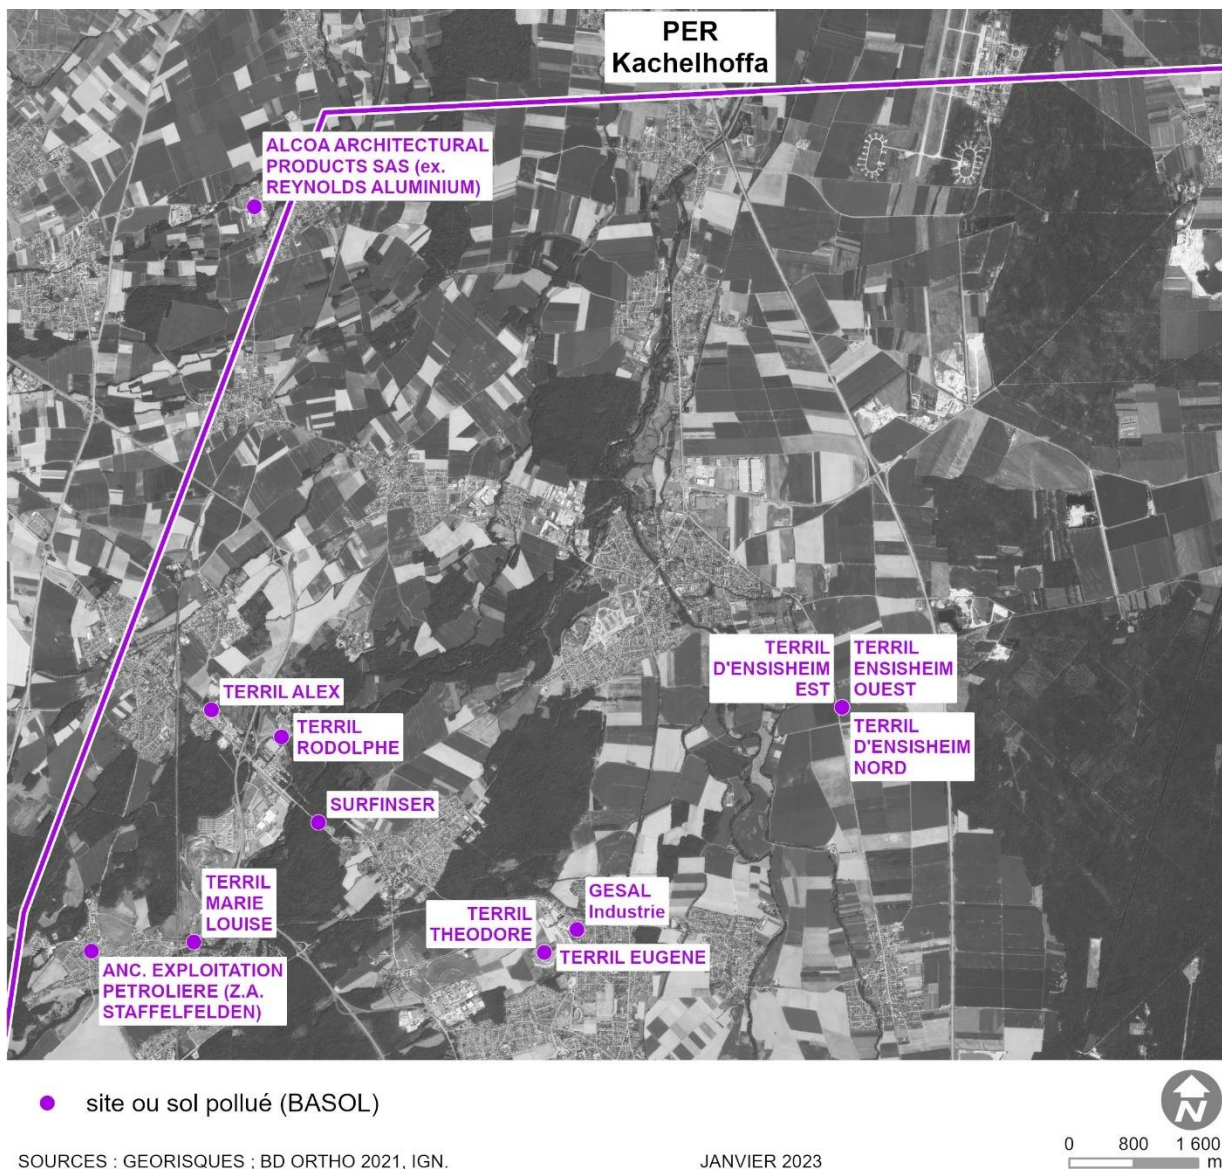 PER
Kachelhoffa
ALCOA ARCHITECTURAL
PRODUCTS SAS (ex.
REYNOLDS ALUMINIUM)
TERRIL
D'ENSISHEIM
EST
TERRIL
ENSISHEIM
OUEST
TERRIL
D'ENSISHEIM
NORD
TERRIL ALEX
TERRIL
RODOLPHE
SURFINSER
TERRIL
MARIE
LOUISE
GESAL
Industrie
TERRIL
THEODORE
TERRIL EUGENE
ANC. EXPLOITATION
PETROLIERE (Z.A.
STAFFELFELDEN)
site ou sol pollué (BASOL)
N
SOURCES : GEORISQUES ; BD ORTHO 2021, IGN.
JANVIER 2023
0 800 1 600
m